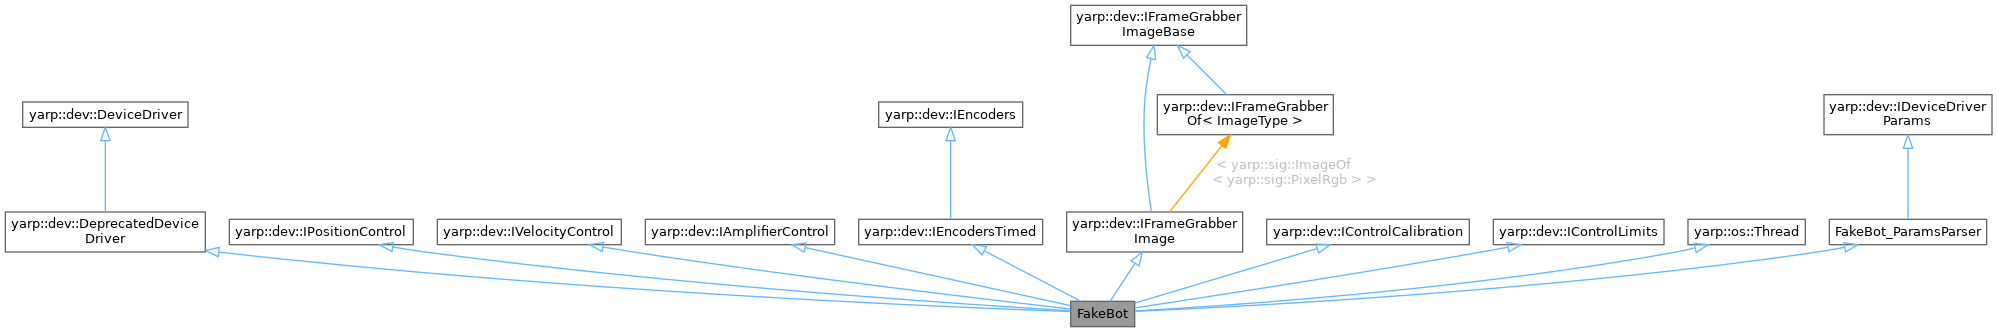 yarp::dev::IFrameGrabber
ImageBase
yarp::dev::DeviceDriver
yarp::dev::IEncoders
yarp::dev::IFrameGrabber
Of< ImageType >
yarp::dev::IDeviceDriver
Params
< yarp::sig::ImageOf
< yarp::sig::PixelRgb > >
yarp::dev::DeprecatedDevice
Driver
yarp::dev::IPositionControl
yarp::dev::IVelocityControl
yarp::dev::IAmplifierControl
yarp::dev::IEncodersTimed
yarp::dev::IFrameGrabber
Image
yarp::dev::IControlCalibration
yarp::dev::IControlLimits
yarp::os::Thread
FakeBot_ParamsParser
FakeBot